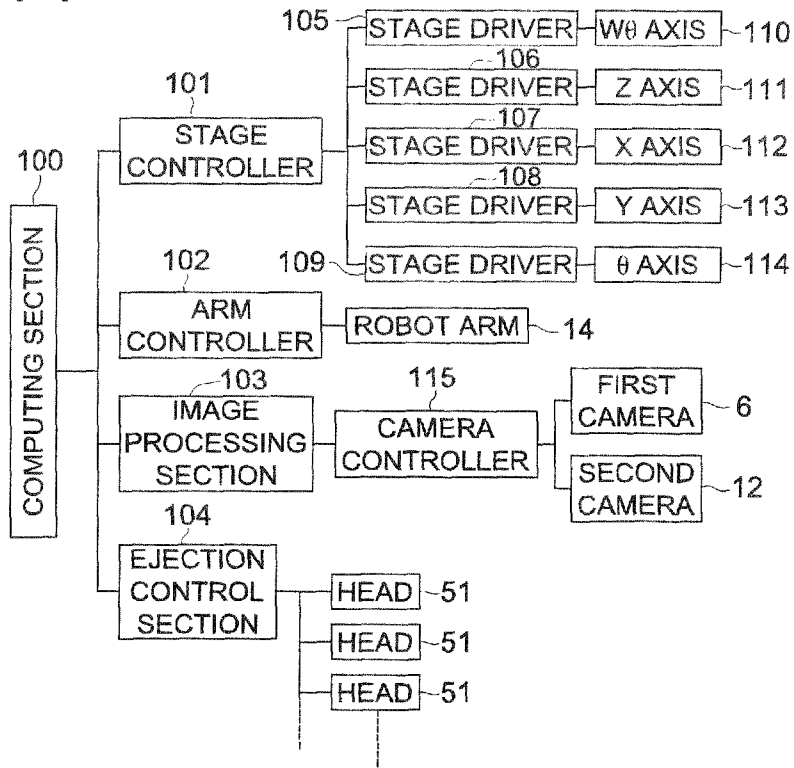 105
STAGE DRIVER
Wθ AXIS
110
106
STAGE DRIVER
Z AXIS
111
101
STAGE
CONTROLLER
107
STAGE DRIVER
X AXIS
112
108
STAGE DRIVER
Y AXIS
113
109
STAGE DRIVER
θ AXIS
114
100
COMPUTING SECTION
102
ARM
CONTROLLER
ROBOT ARM
14
103
IMAGE
PROCESSING
SECTION
115
CAMERA
CONTROLLER
FIRST
CAMERA
6
SECOND
CAMERA
12
104
EJECTION
CONTROL
SECTION
HEAD
51
HEAD
51
HEAD
51